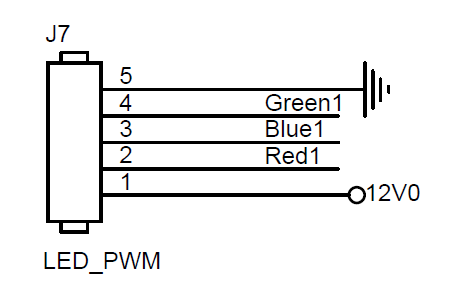 J7
5
4 Green1
3 Blue1
2 Red1
1 12V0
LED_PWM